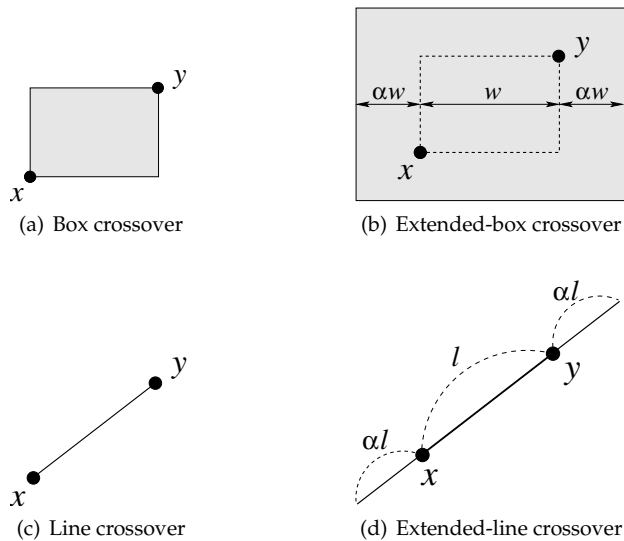 y
x
(a) Box crossover
y
αw w αw
x
(b) Extended-box crossover
y
x
(c) Line crossover
αl
l
y
αl
x
(d) Extended-line crossover